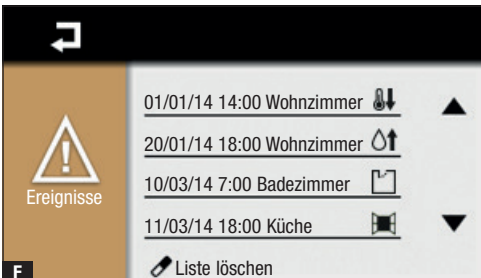 01/01/14 14:00 Wohnzimmer
20/01/14 18:00 Wohnzimmer
10/03/14 7:00 Badezimmer
11/03/14 18:00 Küche
Ereignisse
Liste löschen
F